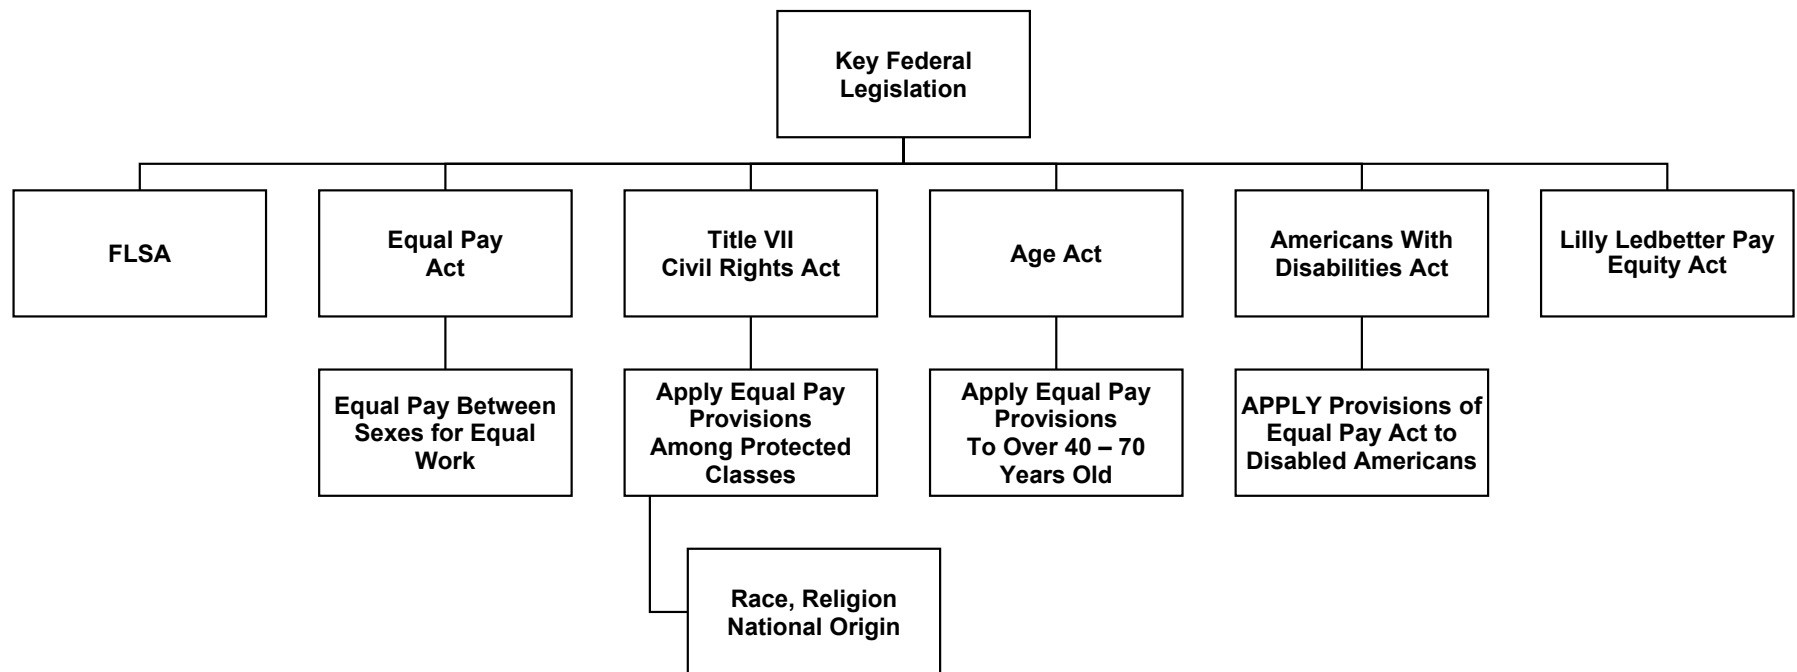 Key Federal
Legislation
FLSA
Equal Pay
Act
Title VII
Civil Rights Act
Age Act
Americans With
Disabilities Act
Lilly Ledbetter Pay
Equity Act
Equal Pay Between
Sexes for Equal
Work
Apply Equal Pay
Provisions
Among Protected
Classes
Apply Equal Pay
Provisions
To Over 40 – 70
Years Old
APPLY Provisions of
Equal Pay Act to
Disabled Americans
Race, Religion
National Origin